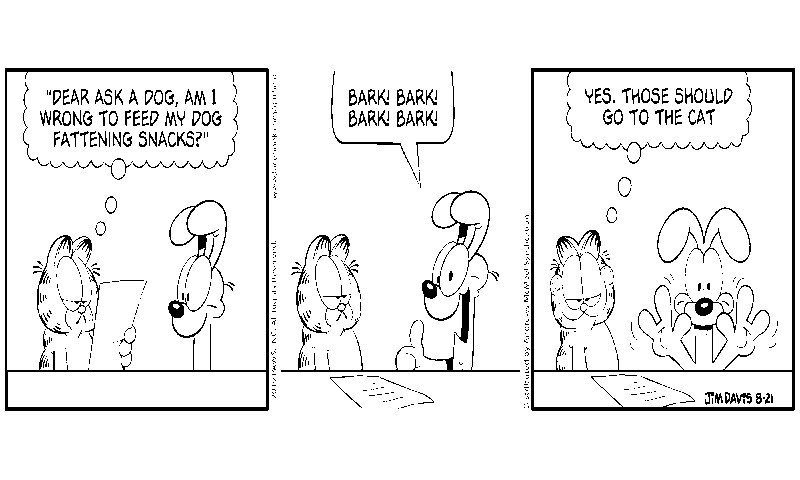 "DEAR ASK A DOG, AM I
WRONG TO FEED MY DOG
FATTENING SNACKS?"
BARK! BARK!
BARK! BARK!
YES. THOSE SHOULD
GO TO THE CAT
JIM DAVIS 8-21